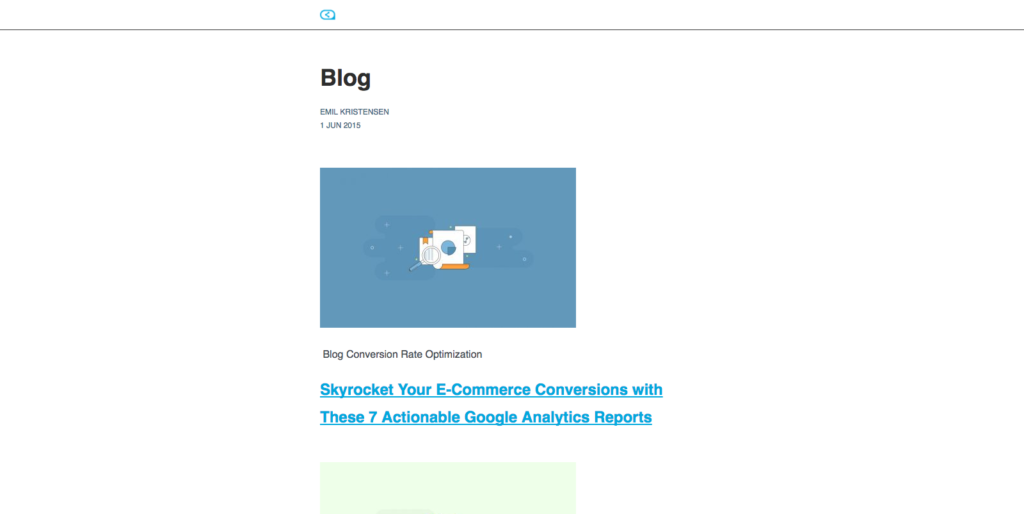 Blog
EMIL KRISTENSEN
1 JUN 2015
Blog Conversion Rate Optimization
Skyrocket Your E-Commerce Conversions with
These 7 Actionable Google Analytics Reports